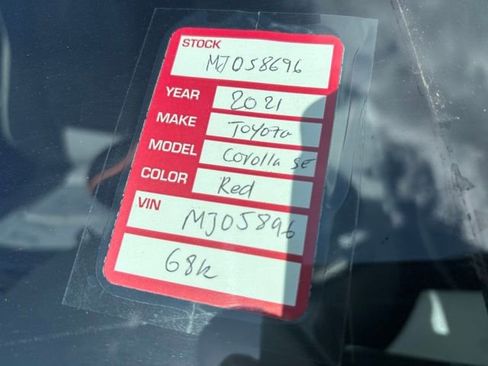 STOCK
MJ058696
YEAR 2021
MAKE Toyota
MODEL Corolla SE
COLOR Red
VIN MJ05896
68k